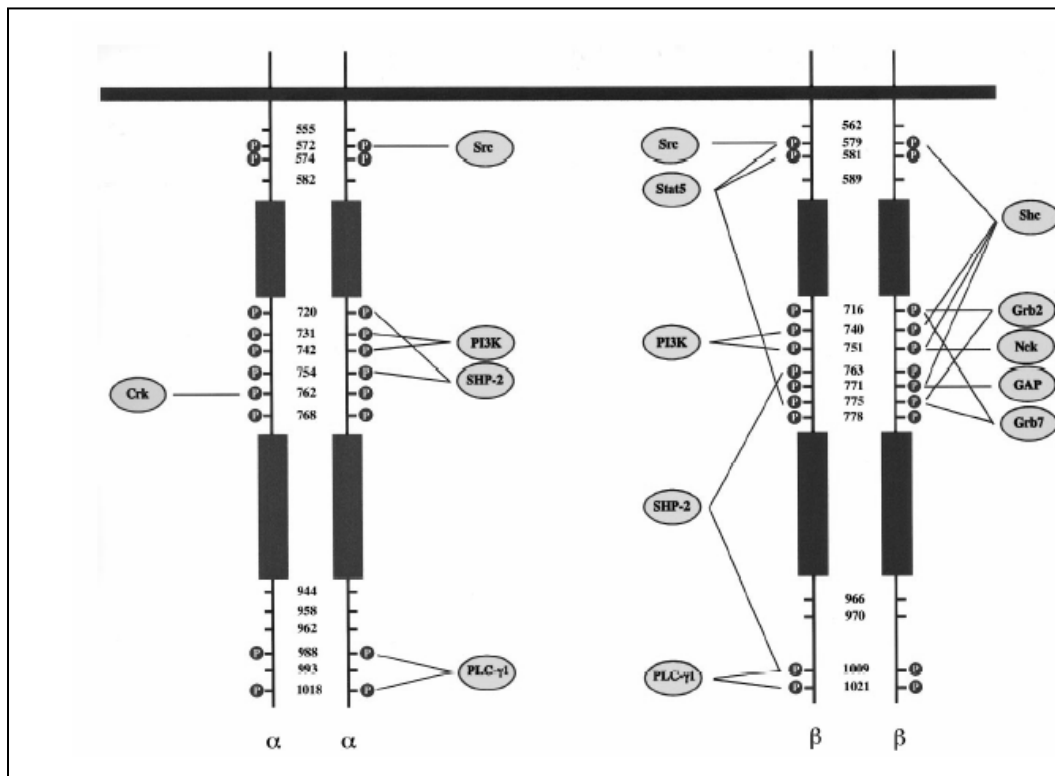 555
P 572 P Src
P 574 P
582
P 720 P
P 731 P PI3K
P 742 P
P 754 P SHP-2
Crk P 762 P
P 768 P
944
958
962
P 988 P
993 PLC-γ1
P 1018 P
α α
562
Src P 579 P
P 581 P
Stat5 589
Shc
P 716 P Grb2
P 740 P
PI3K P 751 P Nck
P 763 P
P 771 P GAP
P 775 P
P 778 P Grb7
SHP-2
966
970
P 1009 P
PLC-γ1 P 1021 P
β β